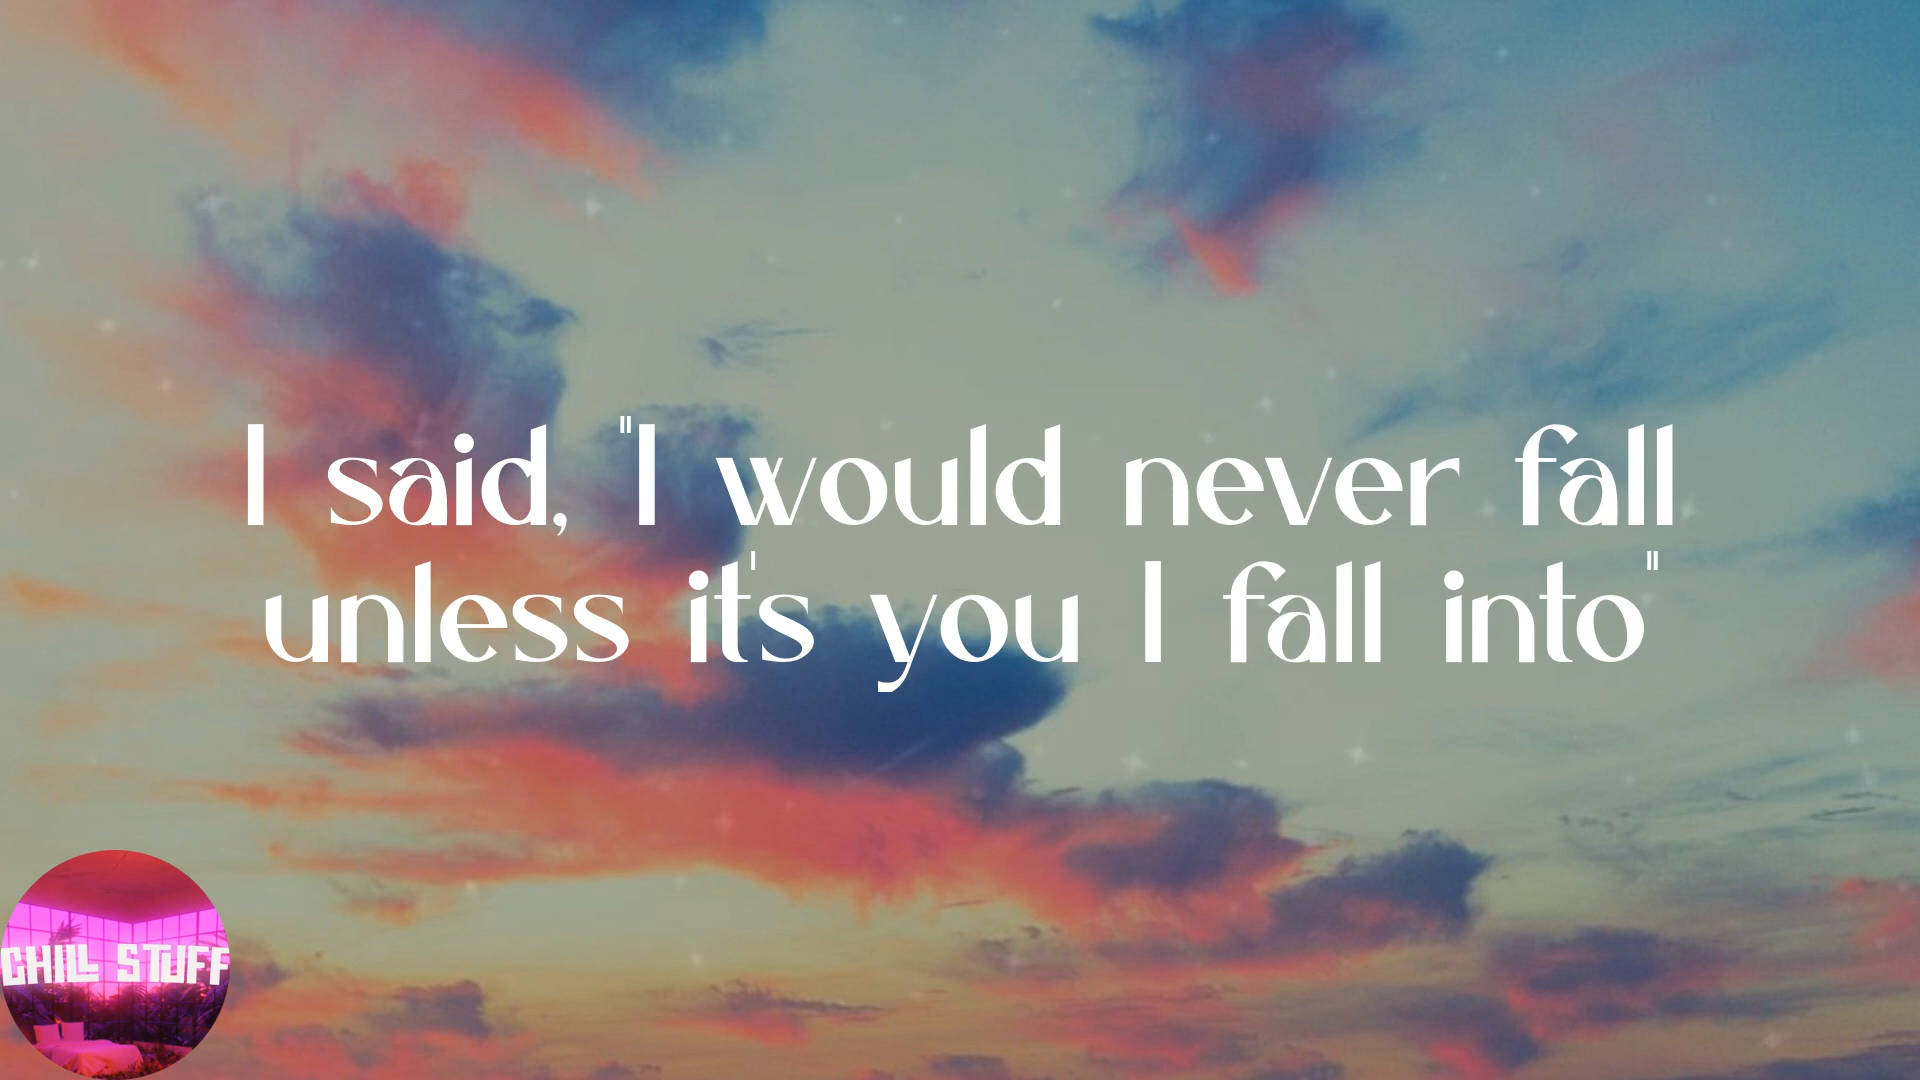 I said, "I would never fall
unless it's you I fall into"
CHILL STUFF